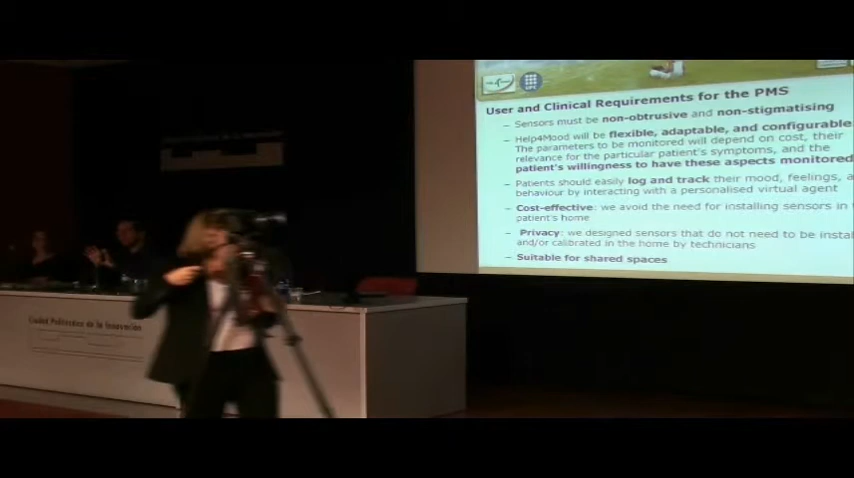 UPC
User and Clinical Requirements for the PMS
– Sensors must be non-obtrusive and non-stigmatising
– Help4Mood will be flexible, adaptable, and configurable.
The parameters to be monitored will depend on cost, their
relevance for the particular patient's symptoms, and the
patient's willingness to have these aspects monitored
– Patients should easily log and track their mood, feelings, a
behaviour by interacting with a personalised virtual agent
– Cost-effective: we avoid the need for installing sensors in
patient's home
– Privacy: we designed sensors that do not need to be instal
and/or calibrated in the home by technicians
– Suitable for shared spaces
Ciudad Politécnica de la Innovación